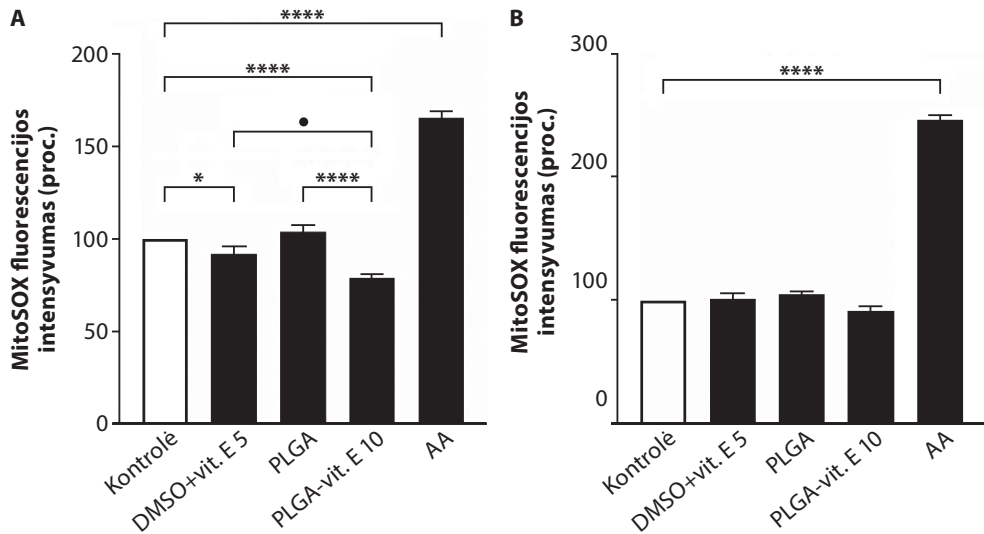 A
MitoSOX fluorescencijos
intensyvumas (proc.)
200
150
100
50
0
****
****
•
*
****
Kontrolė
DMSO+vit. E 5
PLGA
PLGA-vit. E 10
AA
B
MitoSOX fluorescencijos
intensyvumas (proc.)
300
200
100
0
****
Kontrolė
DMSO+vit. E 5
PLGA
PLGA-vit. E 10
AA